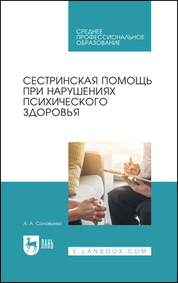 СРЕДНЕЕ
ПРОФЕССИОНАЛЬНОЕ
ОБРАЗОВАНИЕ
СЕСТРИНСКАЯ ПОМОЩЬ
ПРИ НАРУШЕНИЯХ
ПСИХИЧЕСКОГО
ЗДОРОВЬЯ
А. А. Соловьева
ЛАНЬ
E.LANBOOK.COM